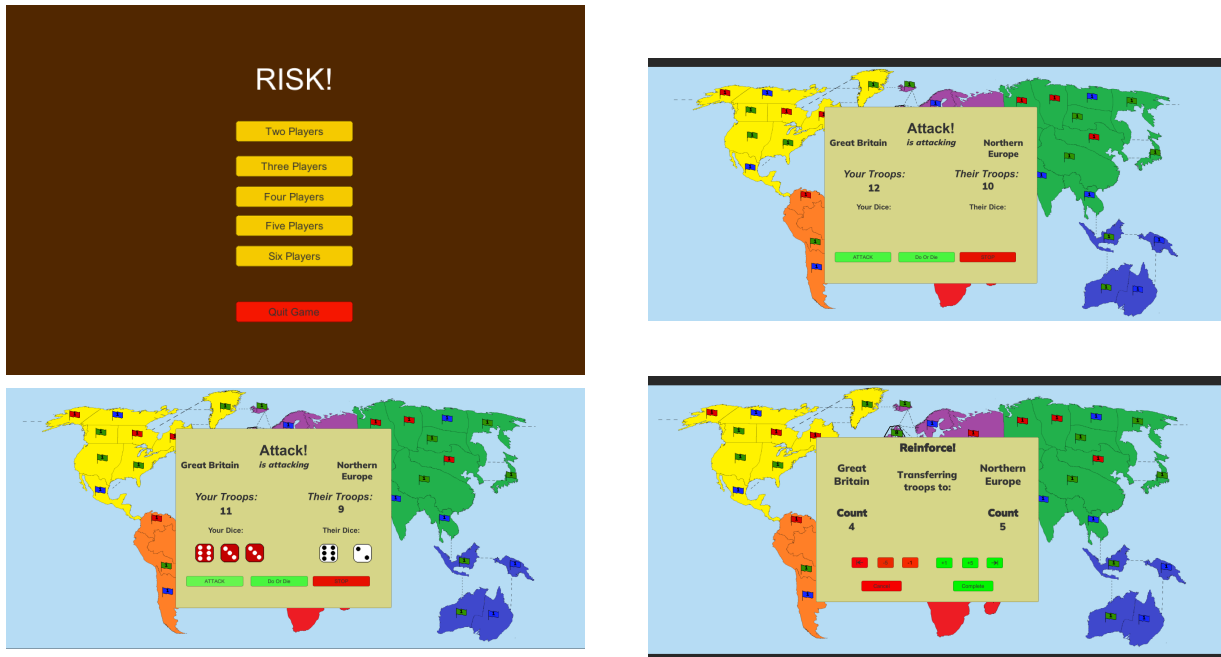 RISK!
Two Players
Three Players
Four Players
Five Players
Six Players
Quit Game
Attack!
Great Britain
is attacking
Northern
Europe
Your Troops:
Their Troops:
12
10
Your Dice:
Their Dice:
ATTACK
Do Or Die
STOP
Attack!
Great Britain
is attacking
Northern
Europe
Your Troops:
Their Troops:
11
9
Your Dice:
Their Dice:
ATTACK
Do Or Die
STOP
Reinforce!
Great
Britain
Transferring
troops to:
Northern
Europe
Count
4
Count
5
Complete